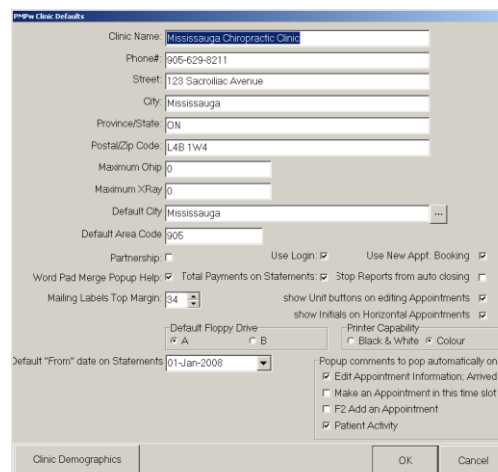 PMPw Clinic Defaults
Clinic Name: Mississauga Chiropractic Clinic
Phone#: 905-629-8211
Street: 123 Sacroiliac Avenue
City: Mississauga
Province/State: ON
Postal/Zip Code: L4B 1W4
Maximum Ohip 0
Maximum XRay 0
Default City Mississauga ...
Default Area Code 905
Partnership: Use Login: Use New Appt. Booking
Word Pad Merge Popup Help: Total Payments on Statements: Stop Reports from auto closing
Mailing Labels Top Margin: 34 show Unit buttons on editing Appointments
show Initials on Horizontal Appointments
Default Floppy Drive Printer Capability
A B Black & White Colour
Default "From" date on Statements 01-Jan-2008 Popup comments to pop automatically on
Edit Appointment Information; Arrived
Make an Appointment in this time slot
F2 Add an Appointment
Patient Activity
Clinic Demographics OK Cancel